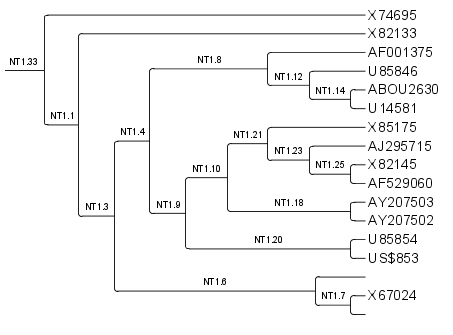 X74695
X82133
AF001375
NT1.33
NT1.8
U85846
NT1.12
ABOU2630
NT1.14
U14581
NT1.1
X85175
NT1.4
NT1.21
AJ295715
NT1.23
X82145
NT1.25
NT1.10
AF529060
AY207503
NT1.18
NT1.3
NT1.9
AY207502
U85854
NT1.20
US$853
NT1.6
X67024
NT1.7